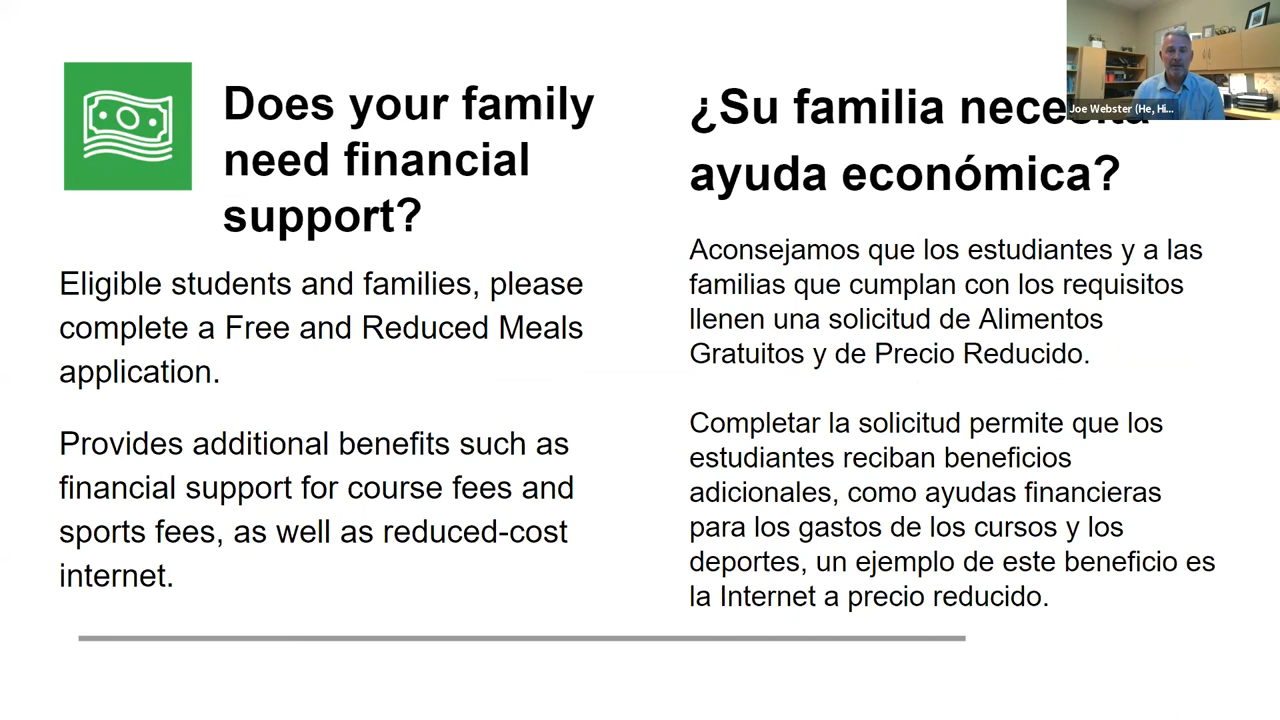 Does your family
need financial
support?
Eligible students and families, please
complete a Free and Reduced Meals
application.
Provides additional benefits such as
financial support for course fees and
sports fees, as well as reduced-cost
internet.
¿Su familia necesita
ayuda económica?
Aconsejamos que los estudiantes y a las
familias que cumplan con los requisitos
llenen una solicitud de Alimentos
Gratuitos y de Precio Reducido.
Completar la solicitud permite que los
estudiantes reciban beneficios
adicionales, como ayudas financieras
para los gastos de los cursos y los
deportes, un ejemplo de este beneficio es
la Internet a precio reducido.
Joe Webster (He, Hi...